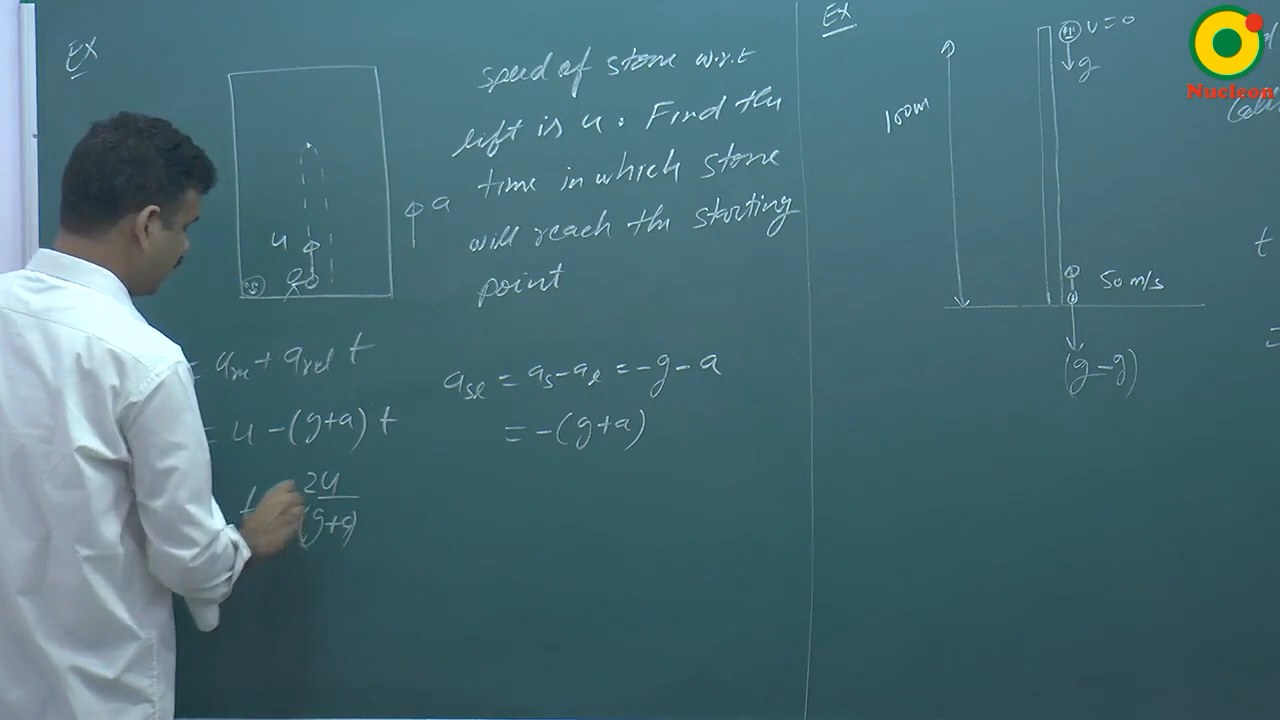 Ex
speed of stone w.r.t
lift is u. Find the
time in which stone
will reach the starting
point
u
a
= u_rel + a_rel t
= u - (g+a) t
t
2u
(g+a)
a_sl = a_s - a_l = -g - a
= -(g+a)
Ex
v=0
g
100m
50 m/s
(g-g)
t
Nucleon